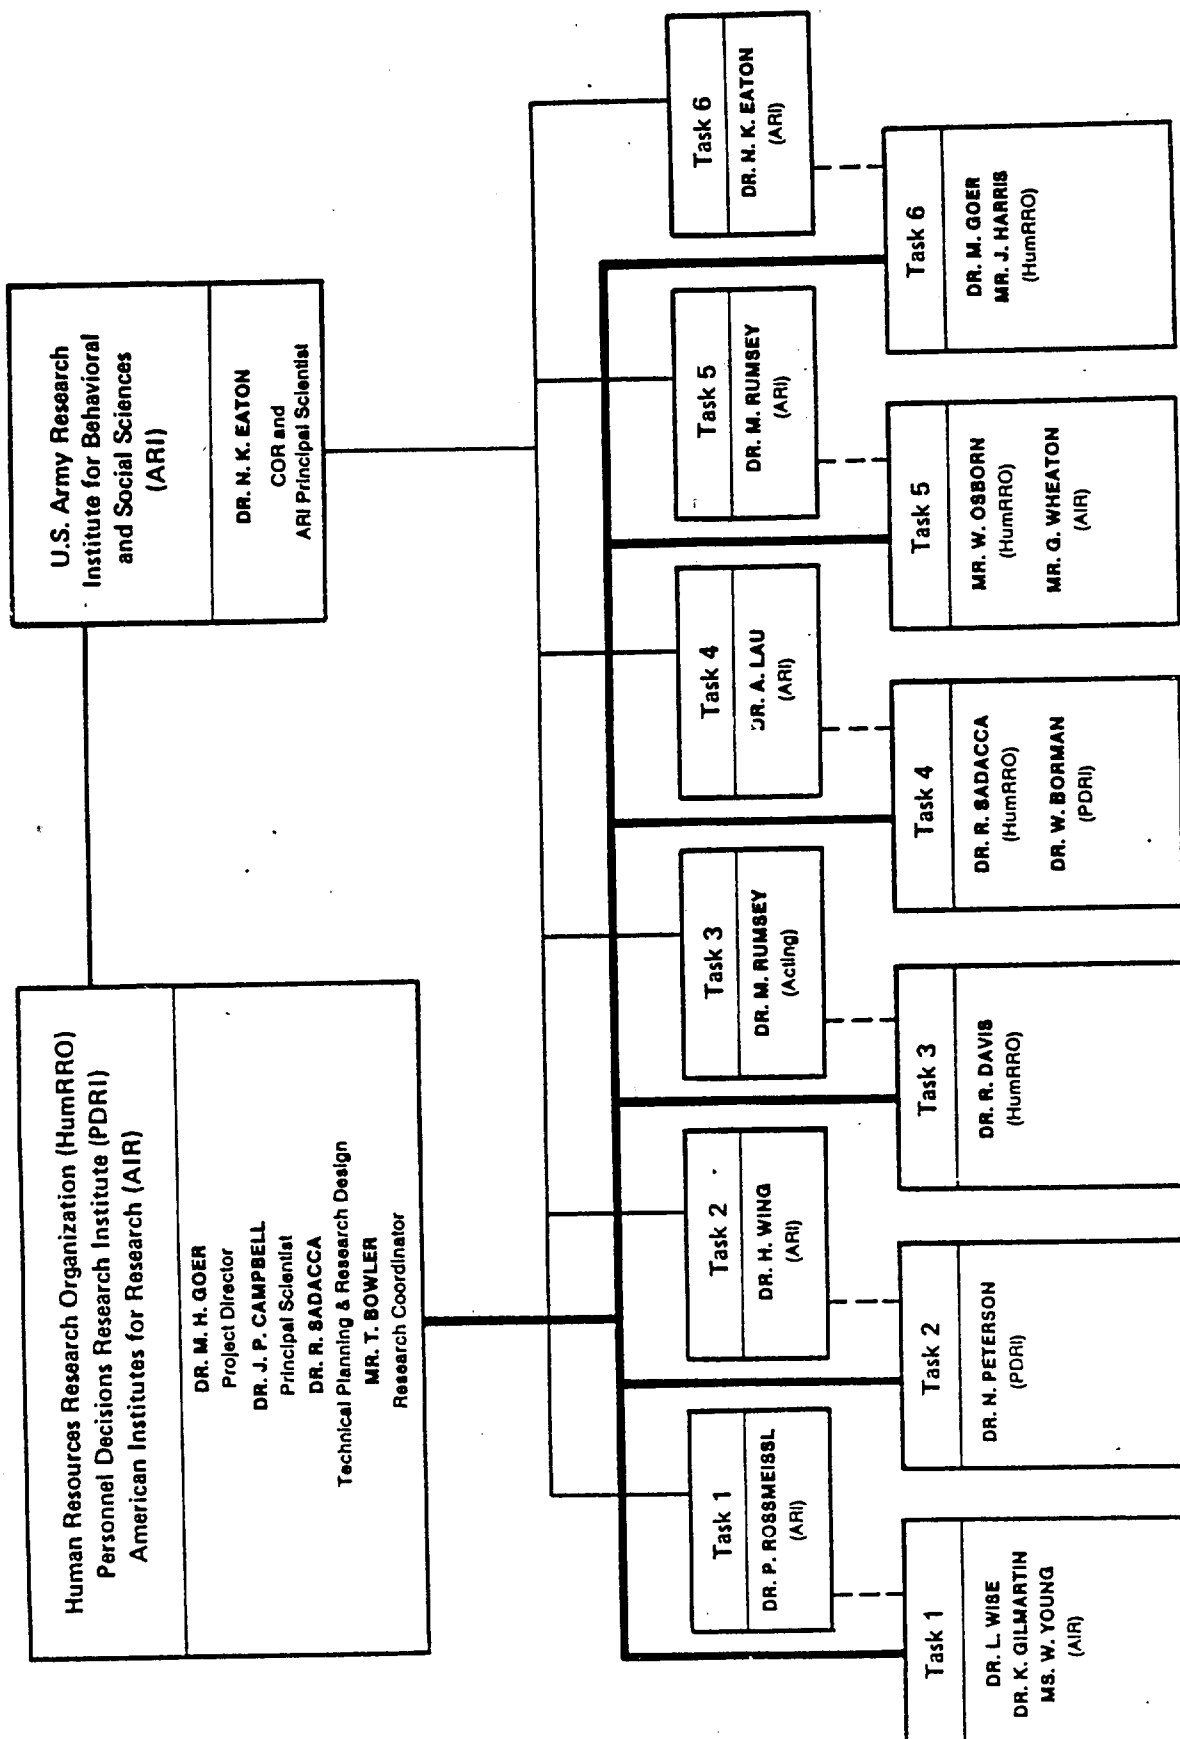 Human Resources Research Organization (HumRRO)
Personnel Decisions Research Institute (PDRI)
American Institutes for Research (AIR)
DR. M. H. GOER
Project Director
DR. J. P. CAMPBELL
Principal Scientist
DR. R. SADACCA
Technical Planning & Research Design
MR. T. BOWLER
Research Coordinator
U.S. Army Research
Institute for Behavioral
and Social Sciences
(ARI)
DR. N. K. EATON
COR and
ARI Principal Scientist
Task 1
DR. P. ROSSMEISSL
(ARI)
Task 2
DR. H. WING
(ARI)
Task 3
DR. M. RUMSEY
(Acting)
Task 4
DR. A. LAU
(ARI)
Task 5
DR. M. RUMSEY
(ARI)
Task 6
DR. N. K. EATON
(ARI)
Task 1
DR. L. WISE
DR. K. GILMARTIN
MS. W. YOUNG
(AIR)
Task 2
DR. N. PETERSON
(PDRI)
Task 3
DR. R. DAVIS
(HumRRO)
Task 4
DR. R. SADACCA
(HumRRO)
DR. W. BORMAN
(PDRI)
Task 5
MR. W. OSBORN
(HumRRO)
MR. G. WHEATON
(AIR)
Task 6
DR. M. GOER
MR. J. HARRIS
(HumRRO)